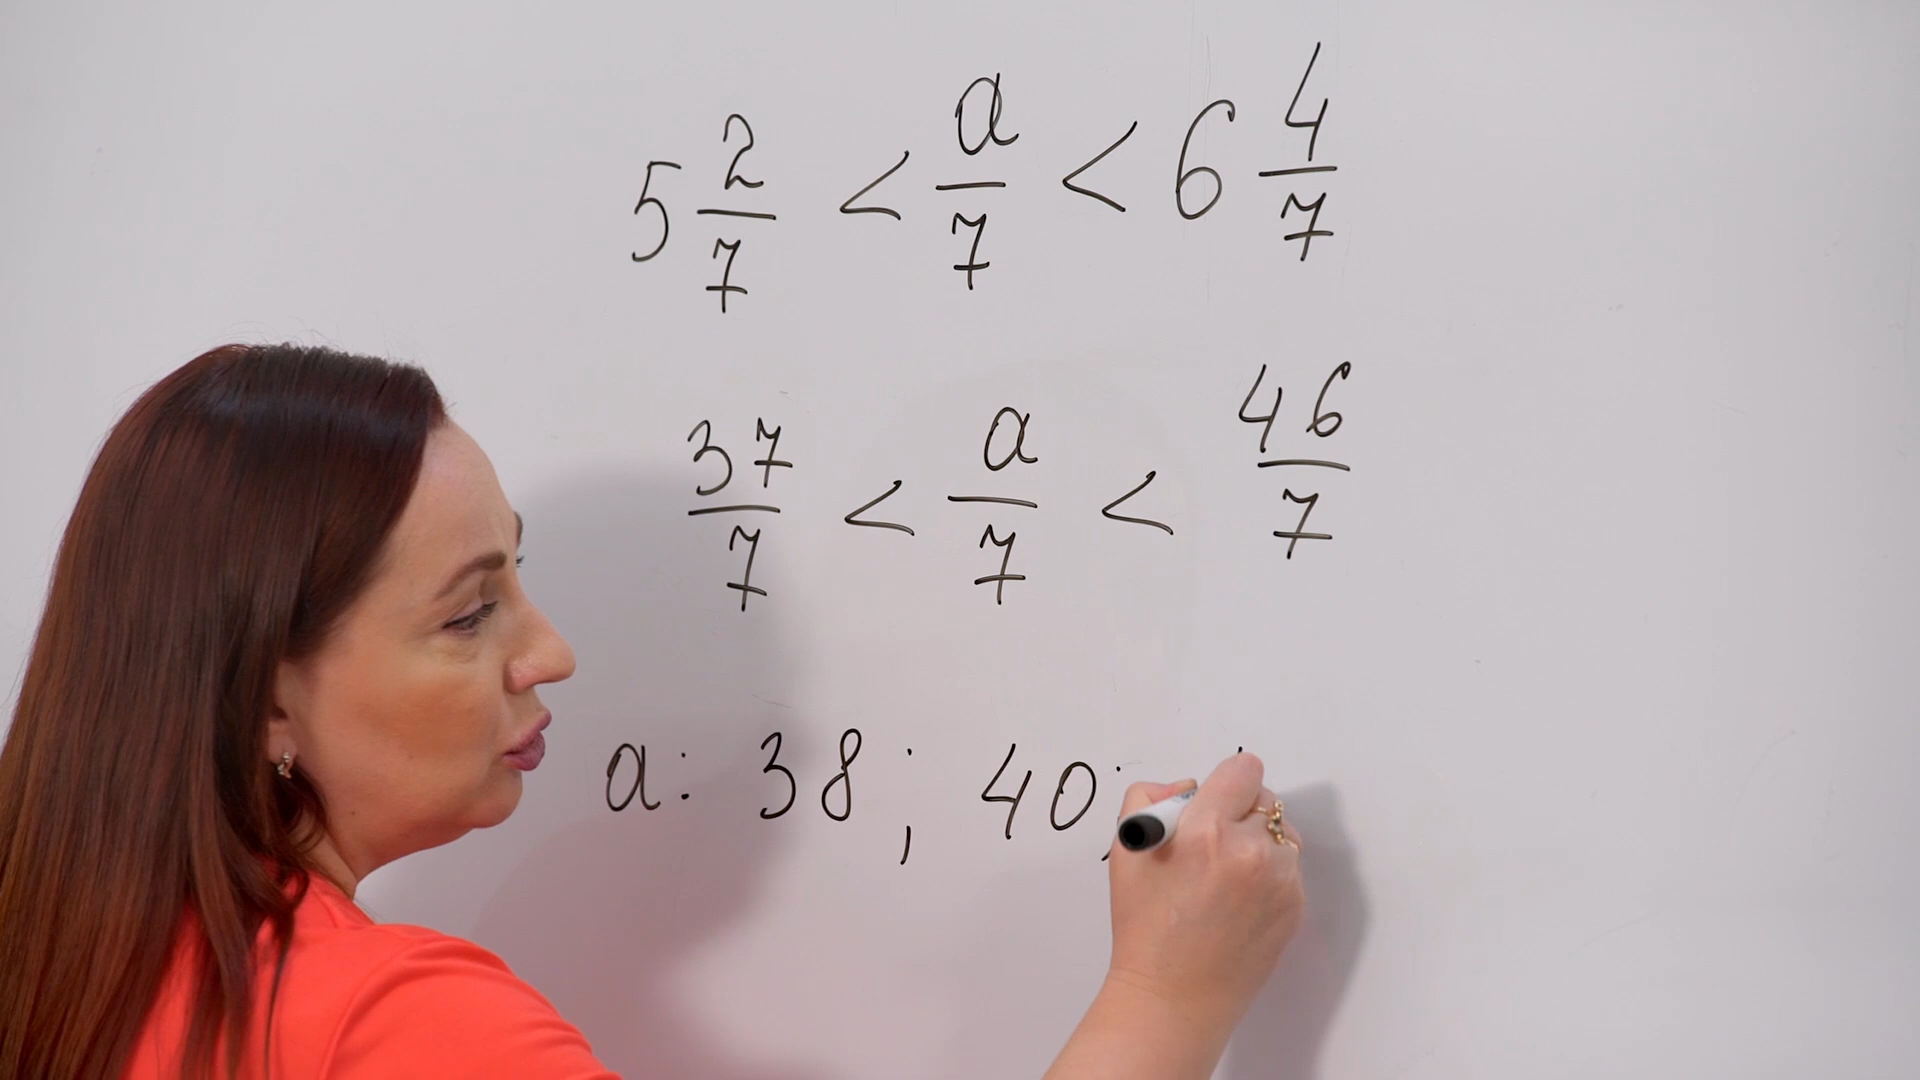 5 2/7 < a/7 < 6 4/7
37/7 < a/7 < 46/7
a: 38; 40;